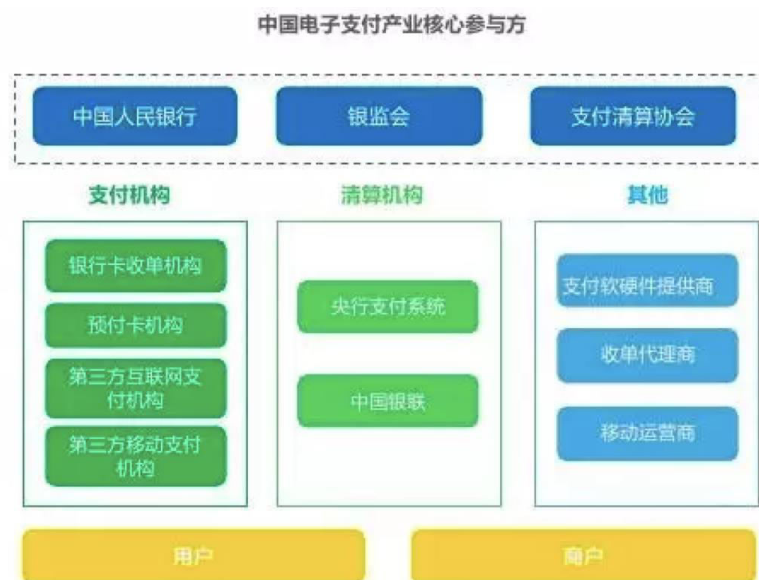 中国电子支付产业核心参与方
中国人民银行
银监会
支付清算协会
支付机构
清算机构
其他
银行卡收单机构
预付卡机构
第三方互联网支
付机构
第三方移动支付
机构
央行支付系统
中国银联
支付软硬件提供商
收单代理商
移动运营商
用户
商户